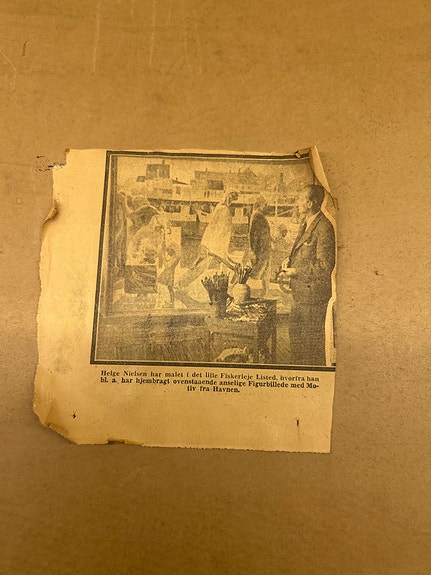 Helge Nielsen har malet i det lille Fiskerleje Listed, hvorfra han
bl. a. har hjembragt ovenstaaende anselige Figurbillede med Mo-
tiv fra Havnen.